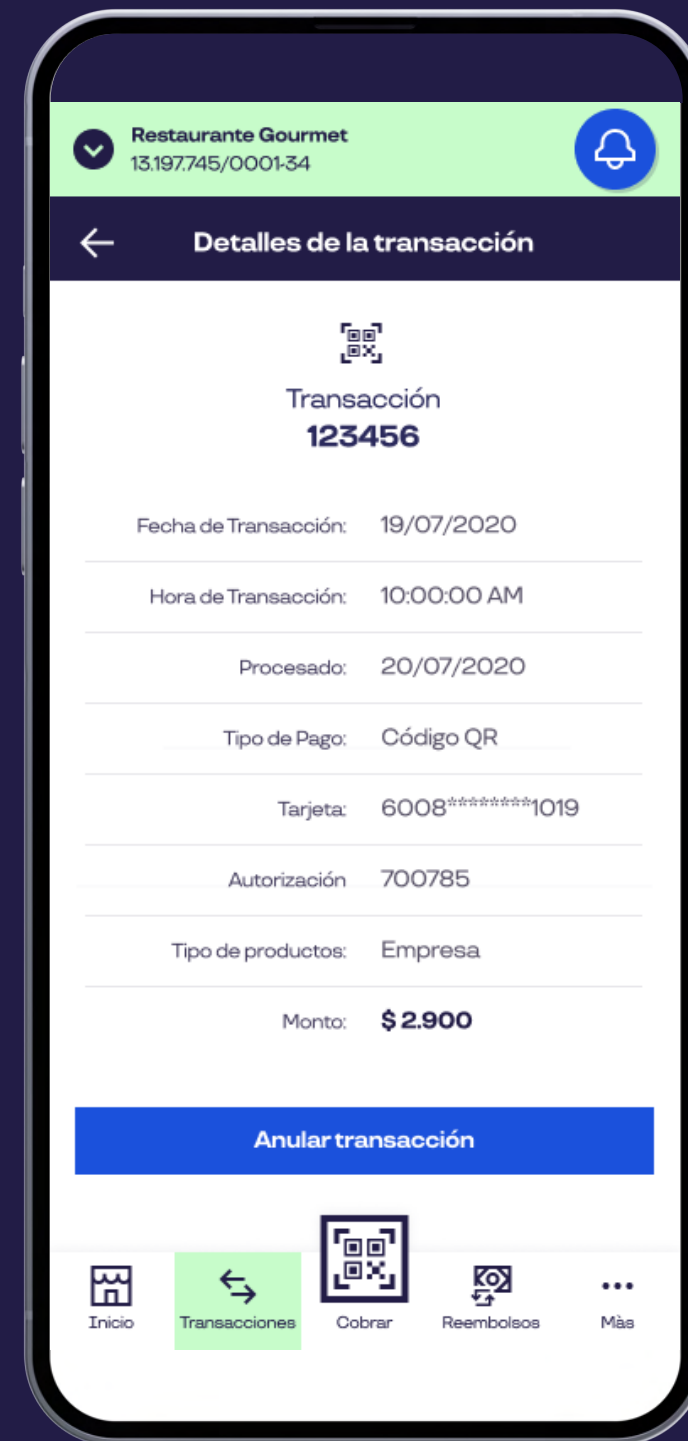 Restaurante Gourmet
13.197.745/0001-34
Detalles de la transacción
Transacción
123456
Fecha de Transacción: 19/07/2020
Hora de Transacción: 10:00:00 AM
Procesado: 20/07/2020
Tipo de Pago: Código QR
Tarjeta: 6008********1019
Autorización 700785
Tipo de productos: Empresa
Monto: $ 2.900
Anular transacción
Inicio Transacciones Cobrar Reembolsos Màs